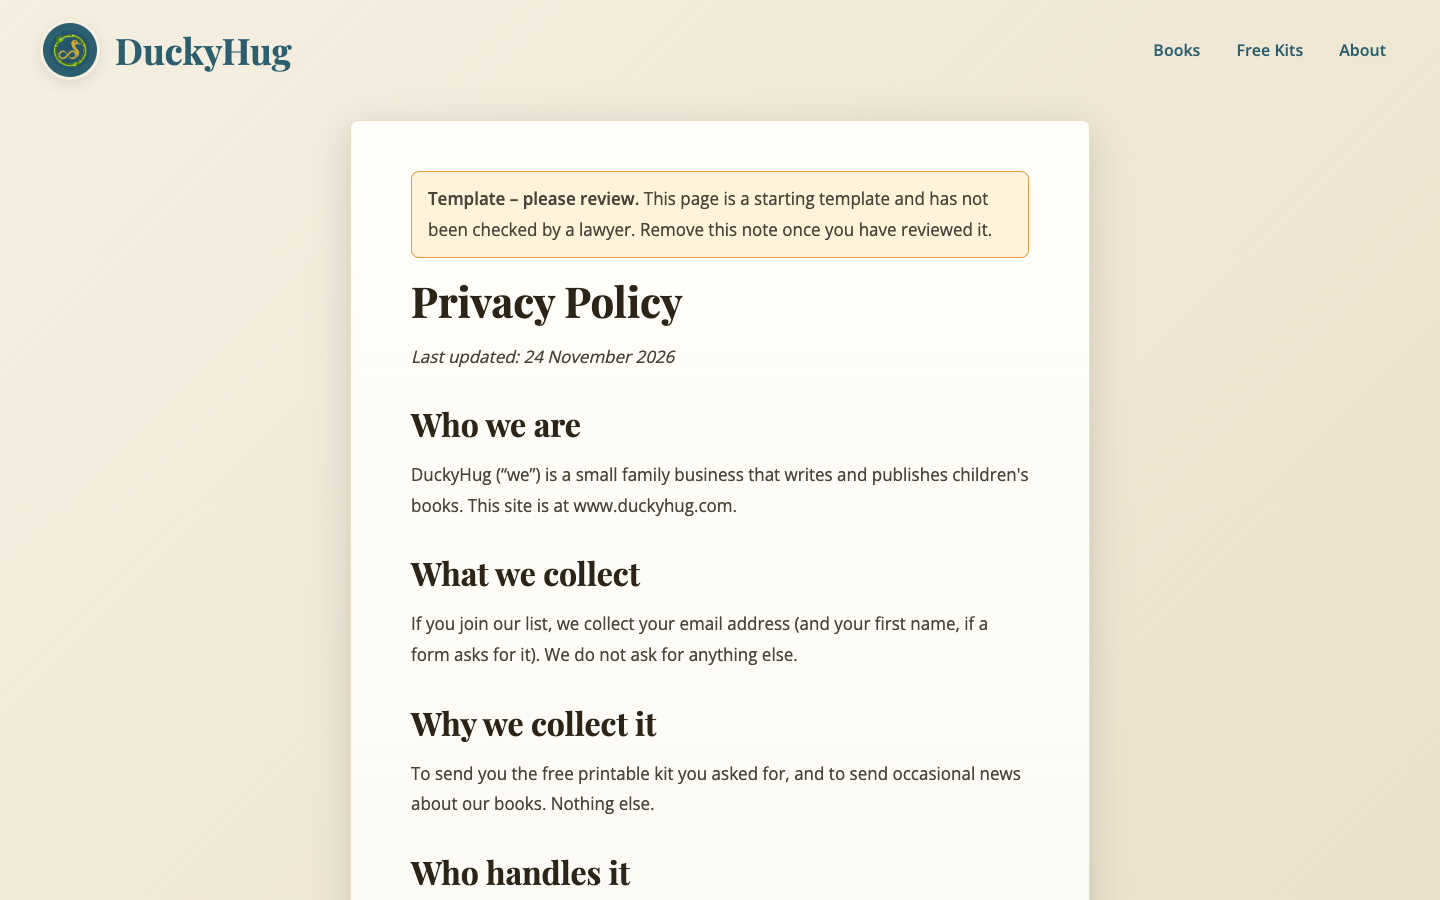 DuckyHug
Books
Free Kits
About
Template – please review. This page is a starting template and has not
been checked by a lawyer. Remove this note once you have reviewed it.
Privacy Policy
Last updated: 24 November 2026
Who we are
DuckyHug (“we”) is a small family business that writes and publishes children's
books. This site is at www.duckyhug.com.
What we collect
If you join our list, we collect your email address (and your first name, if a
form asks for it). We do not ask for anything else.
Why we collect it
To send you the free printable kit you asked for, and to send occasional news
about our books. Nothing else.
Who handles it